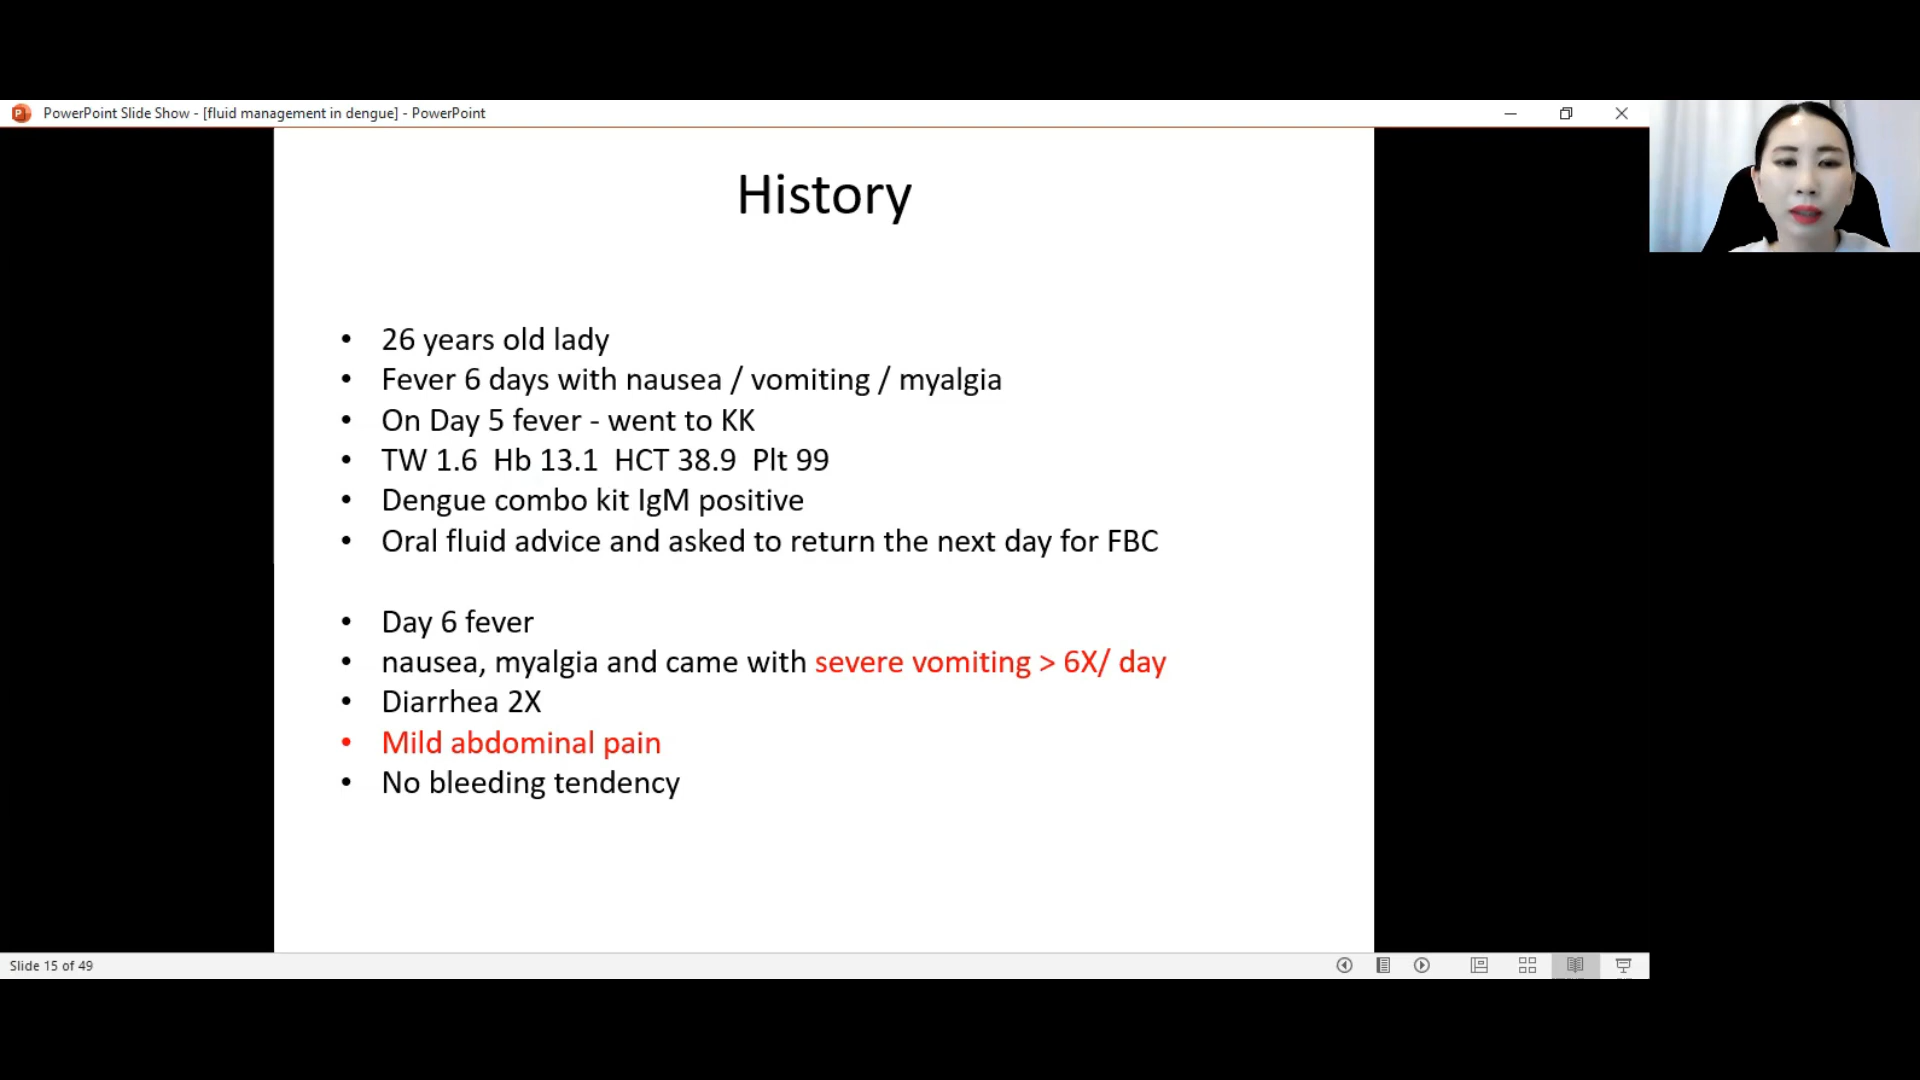 PowerPoint Slide Show - [fluid management in dengue] - PowerPoint
History
• 26 years old lady
• Fever 6 days with nausea / vomiting / myalgia
• On Day 5 fever - went to KK
• TW 1.6  Hb 13.1  HCT 38.9  Plt 99
• Dengue combo kit IgM positive
• Oral fluid advice and asked to return the next day for FBC
• Day 6 fever
• nausea, myalgia and came with severe vomiting > 6X/ day
• Diarrhea 2X
• Mild abdominal pain
• No bleeding tendency
Slide 15 of 49